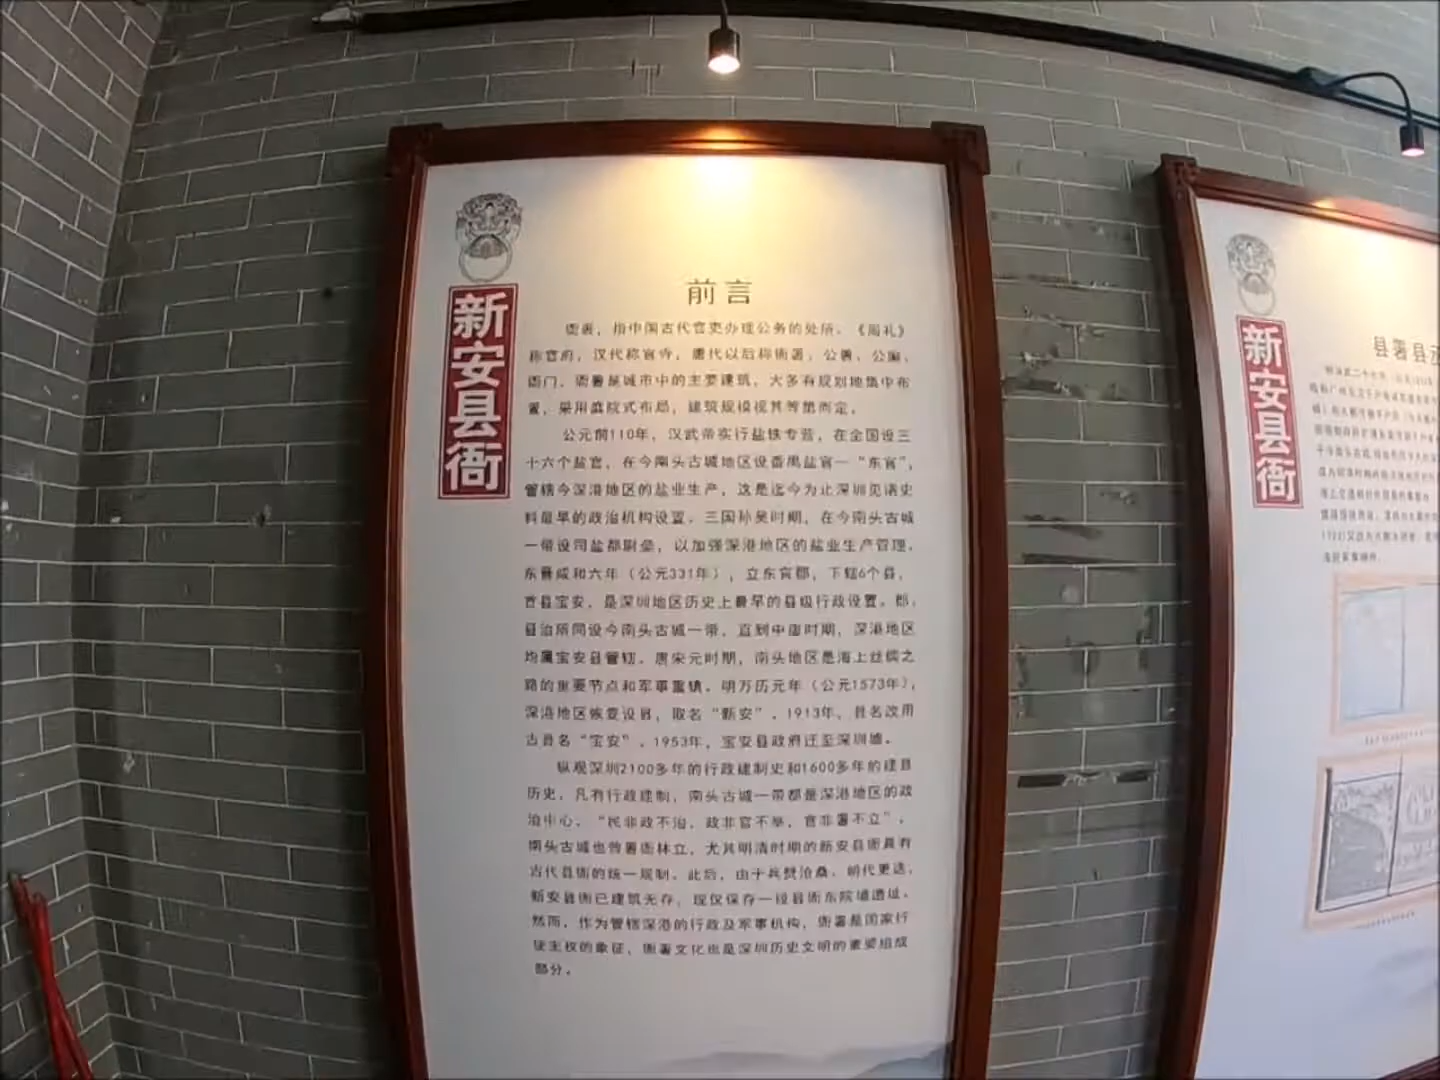 新安县衙
前言
衙署，指中国古代官吏办理公务的处所。《周礼》
称官府，汉代称官寺，唐代以后称衙署，公署、公廨、
衙门。衙署是城市中的主要建筑，大多有规划地集中布
置，采用庭院式布局，建筑规模视其等第而定。
公元前110年，汉武帝实行盐铁专营，在全国设三
十六个盐官，在今南头古城地区设番禺盐官—“东官”，
管辖今深港地区的盐业生产，这是迄今为止深圳见诸史
料最早的政治机构设置。三国孙吴时期，在今南头古城
一带设司盐都尉垒，以加强深港地区的盐业生产管理。
东晋咸和六年（公元331年），立东官郡，下辖6个县，
首县宝安，是深圳地区历史上最早的县级行政设置。郡、
县治所同设今南头古城一带，直到中唐时期，深港地区
均属宝安县管辖。唐宋元时期，南头地区是海上丝绸之
路的重要节点和军事重镇。明万历元年（公元1573年），
深港地区恢复设县，取名“新安”。1913年，县名改用
古县名“宝安”。1953年，宝安县政府迁至深圳墟。
纵观深圳2100多年的行政建制史和1600多年的建县
历史，凡有行政建制，南头古城一带都是深港地区的政
治中心。“民非政不治，政非官不举，官非署不立”，
南头古城也曾署衙林立，尤其明清时期的新安县衙具有
古代县衙的统一规制。此后，由于兵燹沧桑、朝代更迭，
新安县衙已建筑无存，现仅保存一段县衙东院墙遗址。
然而，作为管辖深港的行政及军事机构，衙署是国家行
使主权的象征，衙署文化也是深圳历史文明的重要组成
部分。
新安县衙
县署县